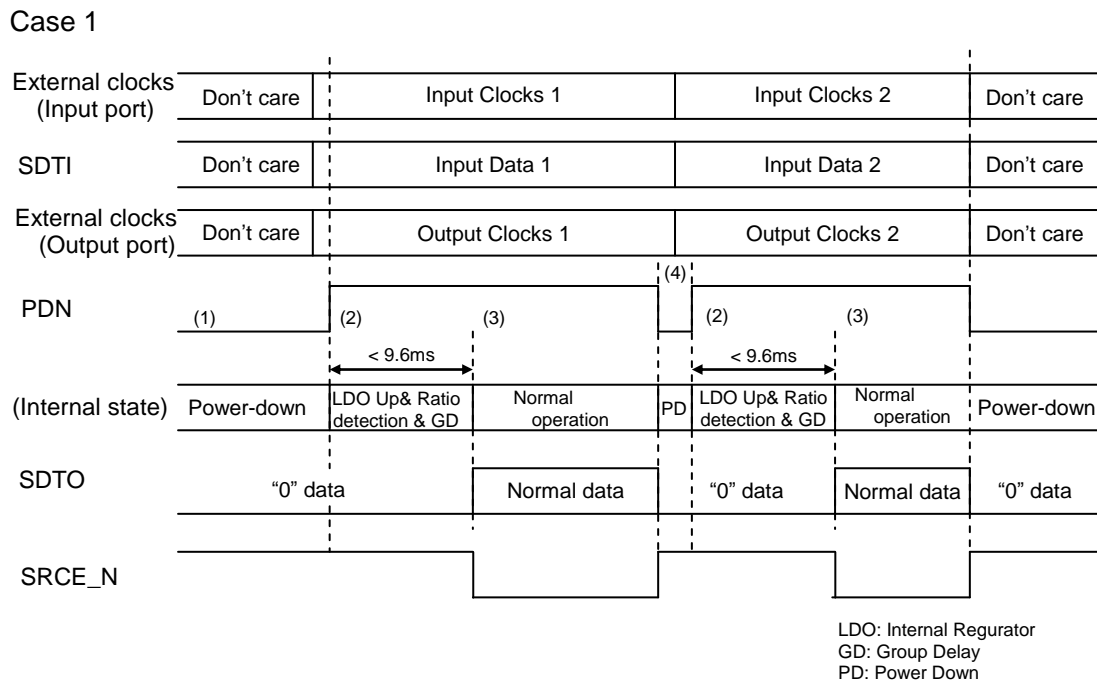 Case 1
External clocks
(Input port)
Don’t care
Input Clocks 1
Input Clocks 2
Don’t care
SDTI
Don’t care
Input Data 1
Input Data 2
Don’t care
External clocks
(Output port)
Don’t care
Output Clocks 1
Output Clocks 2
Don’t care
PDN
(1)
(2)
(3)
(4)
(2)
(3)
< 9.6ms
< 9.6ms
(Internal state)
Power-down
LDO Up& Ratio
detection & GD
Normal
operation
PD
LDO Up& Ratio
detection & GD
Normal
operation
Power-down
SDTO
“0” data
Normal data
“0” data
Normal data
“0” data
SRCE_N
LDO: Internal Regurator
GD: Group Delay
PD: Power Down